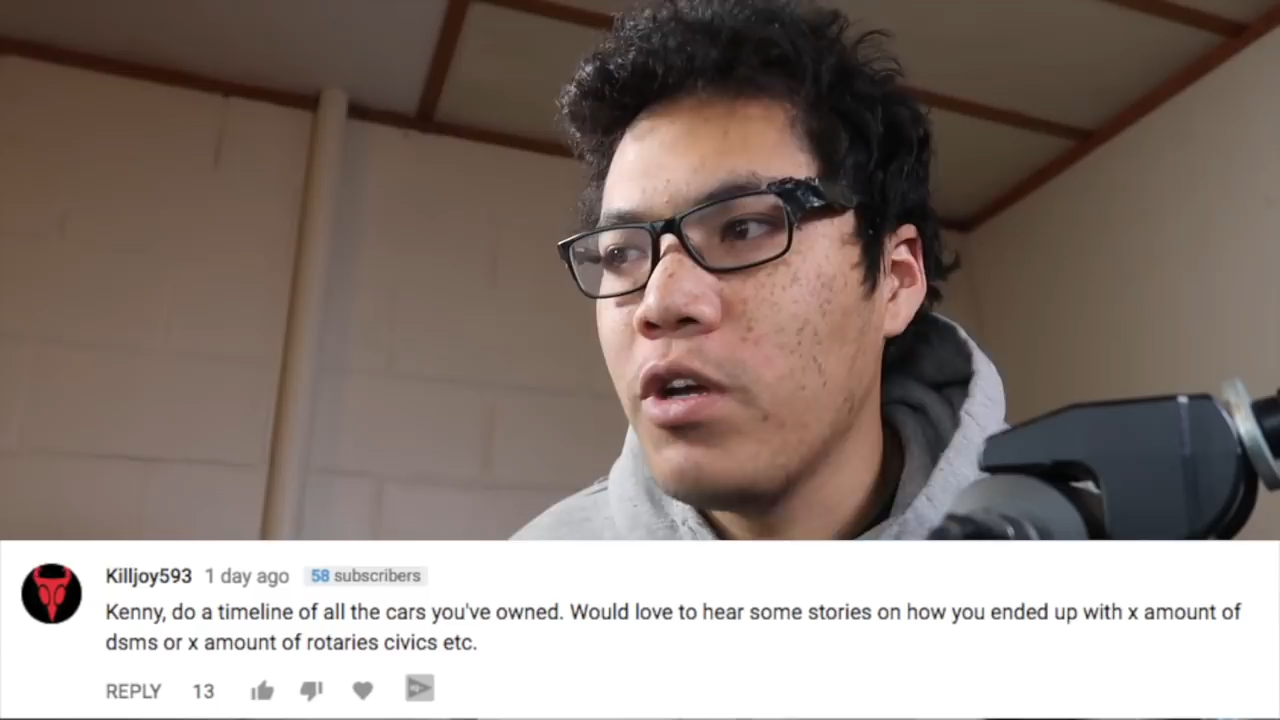 Killjoy593 1 day ago 58 subscribers
Kenny, do a timeline of all the cars you've owned. Would love to hear some stories on how you ended up with x amount of
dsms or x amount of rotaries civics etc.
REPLY 13